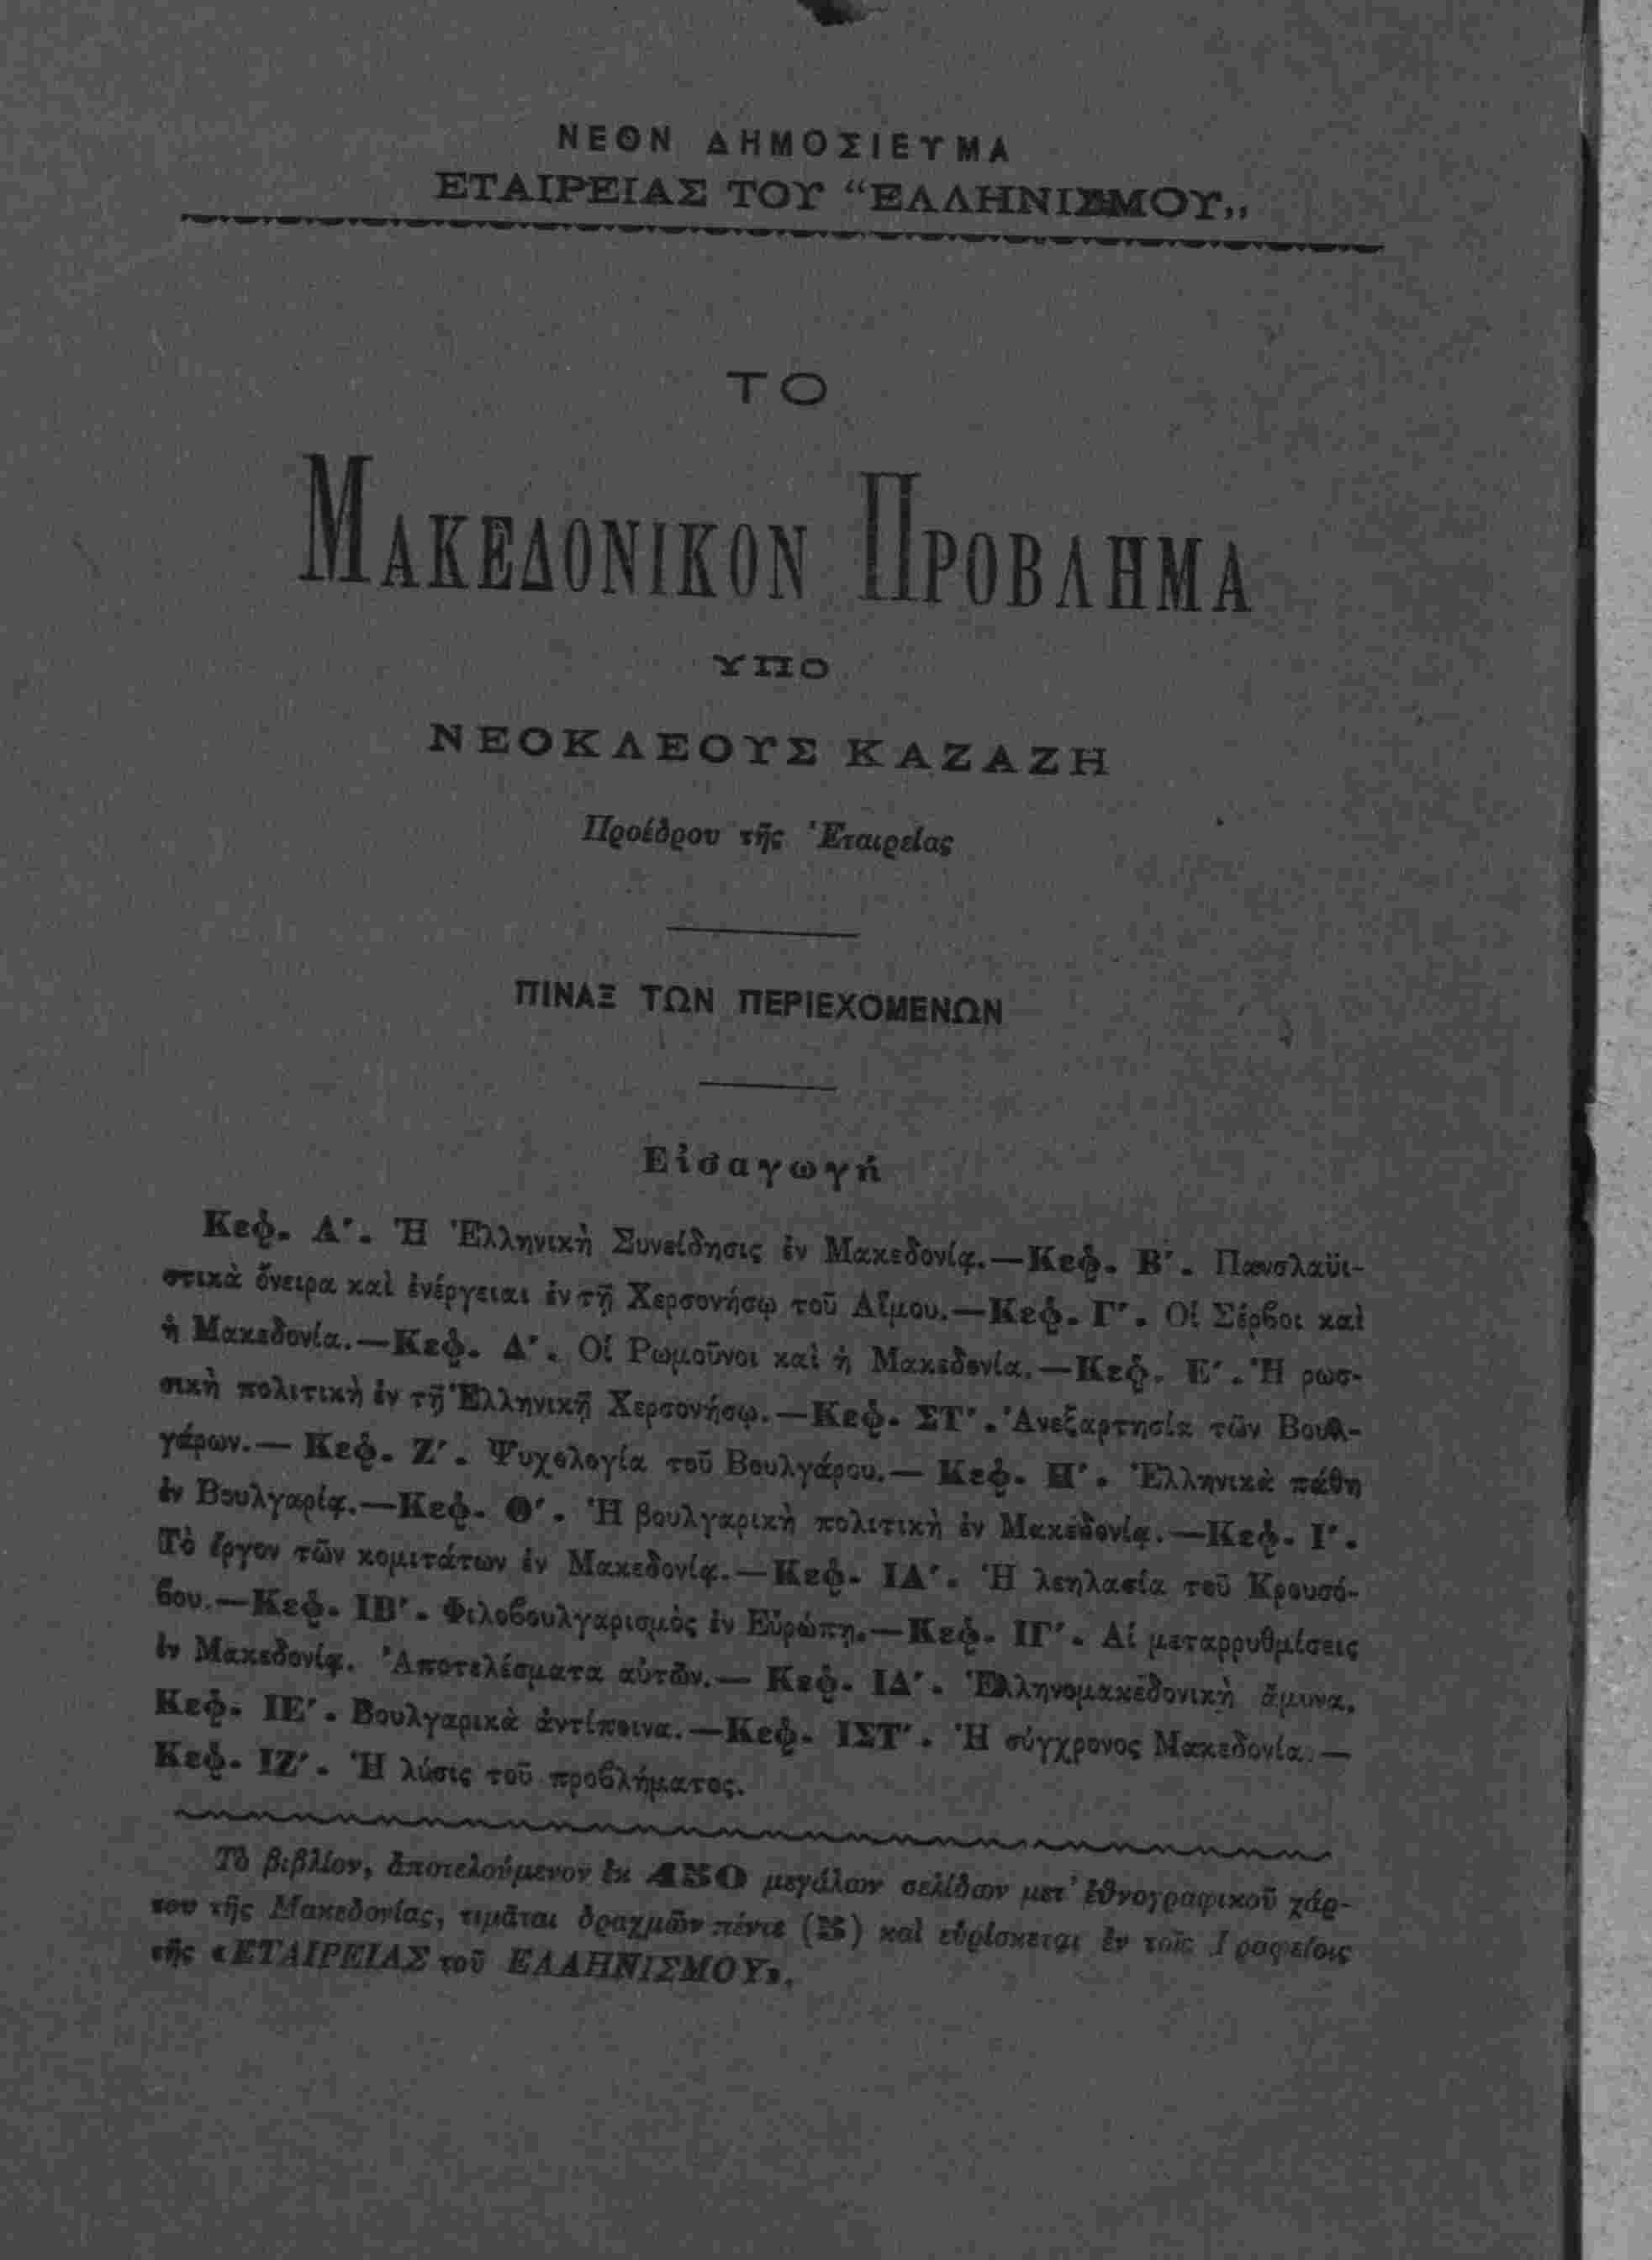 ΝΕΟΝ ΔΗΜΟΣΙΕΥΜΑ
ΕΤΑΙΡΕΙΑΣ ΤΟΥ “ΕΛΛΗΝΙΣΜΟΥ„
ΤΟ
ΜΑΚΕΔΟΝΙΚΟΝ ΠΡΟΒΛΗΜΑ
ΥΠΟ
ΝΕΟΚΛΕΟΥΣ ΚΑΖΑΖΗ
Προέδρου τῆς Ἑταιρείας
ΠΙΝΑΞ ΤΩΝ ΠΕΡΙΕΧΟΜΕΝΩΝ
Εἰσαγωγή
Κεφ. Α'. Ἡ Ἑλληνικὴ Συνείδησις ἐν Μακεδονίᾳ.—Κεφ. Β'. Πανσλαϋι-
στικὰ ὄνειρα καὶ ἐνέργειαι ἐν τῇ Χερσονήσῳ τοῦ Αἵμου.—Κεφ. Γ'. Οἱ Σέρβοι καὶ
ἡ Μακεδονία.—Κεφ. Δ'. Οἱ Ρωμοῦνοι καὶ ἡ Μακεδονία.—Κεφ. Ε'. Ἡ ρωσ-
σικὴ πολιτικὴ ἐν τῇ Ἑλληνικῇ Χερσονήσῳ.—Κεφ. ΣΤ'. Ἀνεξαρτησία τῶν Βουλ-
γάρων.— Κεφ. Ζ'. Ψυχολογία τοῦ Βουλγάρου.— Κεφ. Η'. Ἑλληνικὰ πάθη
ἐν Βουλγαρίᾳ.—Κεφ. Θ'. Ἡ βουλγαρικὴ πολιτικὴ ἐν Μακεδονίᾳ.—Κεφ. Ι'.
Τὸ ἔργον τῶν κομιτάτων ἐν Μακεδονίᾳ.—Κεφ. ΙΑ'. Ἡ λεηλασία τοῦ Κρουσό-
βου.—Κεφ. ΙΒ'. Φιλοβουλγαρισμὸς ἐν Εὐρώπῃ.—Κεφ. ΙΓ'. Αἱ μεταρρυθμίσεις
ἐν Μακεδονίᾳ. Ἀποτελέσματα αὐτῶν.— Κεφ. ΙΔ'. Ἑλληνομακεδονικὴ ἄμυνα.
Κεφ. ΙΕ'. Βουλγαρικὰ ἀντίποινα.—Κεφ. ΙΣΤ'. Ἡ σύγχρονος Μακεδονία.—
Κεφ. ΙΖ'. Ἡ λύσις τοῦ προβλήματος.
Τὸ βιβλίον, ἀποτελούμενον ἐκ 450 μεγάλων σελίδων μετ' ἐθνογραφικοῦ χάρ-
του τῆς Μακεδονίας, τιμᾶται δραχμῶν πέντε (5) καὶ εὑρίσκεται ἐν τοῖς Γραφείοις
τῆς «ΕΤΑΙΡΕΙΑΣ τοῦ ΕΛΛΗΝΙΣΜΟΥ».